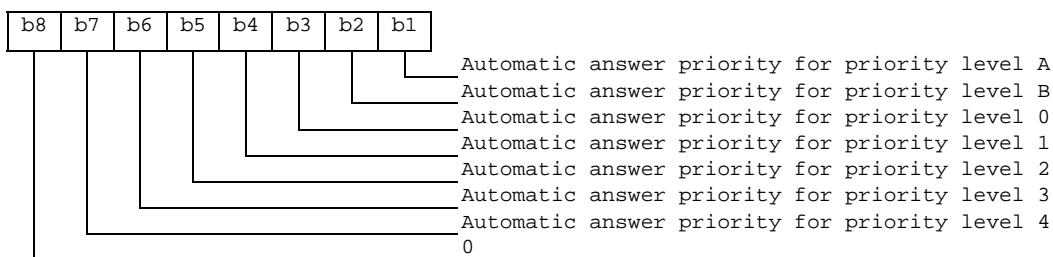 b8 b7 b6 b5 b4 b3 b2 b1
Automatic answer priority for priority level A
Automatic answer priority for priority level B
Automatic answer priority for priority level 0
Automatic answer priority for priority level 1
Automatic answer priority for priority level 2
Automatic answer priority for priority level 3
Automatic answer priority for priority level 4
0